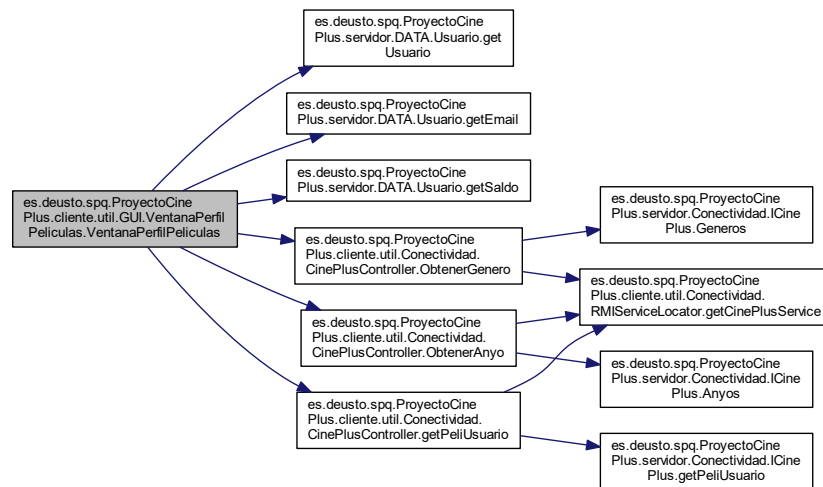 es.deusto.spq.ProyectoCine
Plus.servidor.DATA.Usuario.get
Usuario
es.deusto.spq.ProyectoCine
Plus.servidor.DATA.Usuario.getEmail
es.deusto.spq.ProyectoCine
Plus.servidor.DATA.Usuario.getSaldo
es.deusto.spq.ProyectoCine
Plus.cliente.util.GUI.VentanaPerfil
Peliculas.VentanaPerfilPeliculas
es.deusto.spq.ProyectoCine
Plus.cliente.util.Conectividad.
CinePlusController.ObtenerGenero
es.deusto.spq.ProyectoCine
Plus.cliente.util.Conectividad.
CinePlusController.ObtenerAnyo
es.deusto.spq.ProyectoCine
Plus.cliente.util.Conectividad.
CinePlusController.getPeliUsuario
es.deusto.spq.ProyectoCine
Plus.servidor.Conectividad.ICine
Plus.Generos
es.deusto.spq.ProyectoCine
Plus.cliente.util.Conectividad.
RMIServiceLocator.getCinePlusService
es.deusto.spq.ProyectoCine
Plus.servidor.Conectividad.ICine
Plus.Anyos
es.deusto.spq.ProyectoCine
Plus.servidor.Conectividad.ICine
Plus.getPeliUsuario